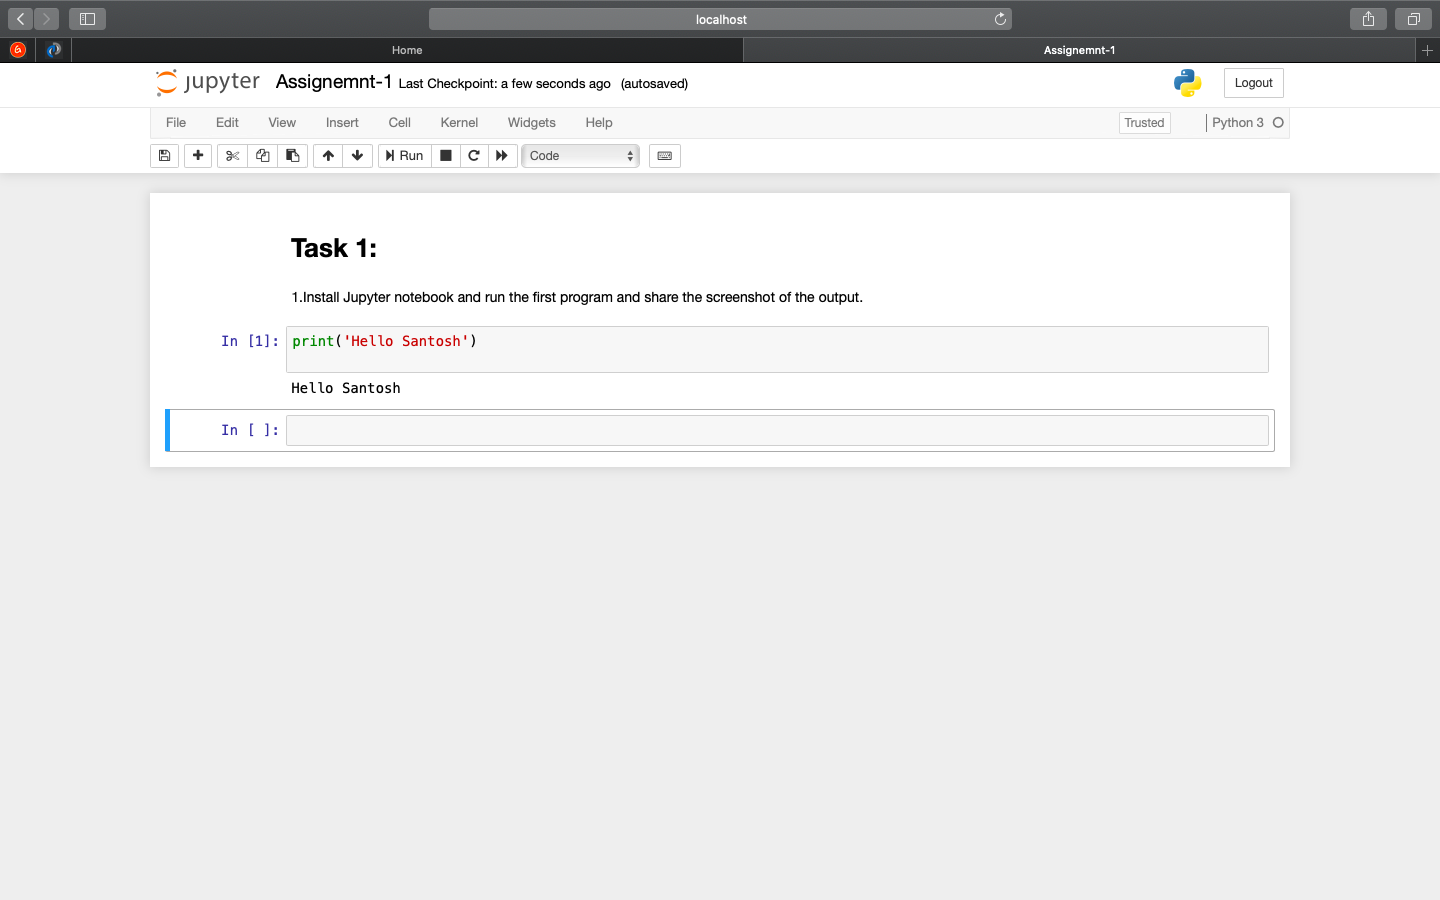 localhost
Home
Assignemnt-1
jupyter Assignemnt-1 Last Checkpoint: a few seconds ago (autosaved)
Logout
File Edit View Insert Cell Kernel Widgets Help
Trusted
Python 3
Run
Code
Task 1:
1.Install Jupyter notebook and run the first program and share the screenshot of the output.
In [1]: print('Hello Santosh')
Hello Santosh
In [ ]: